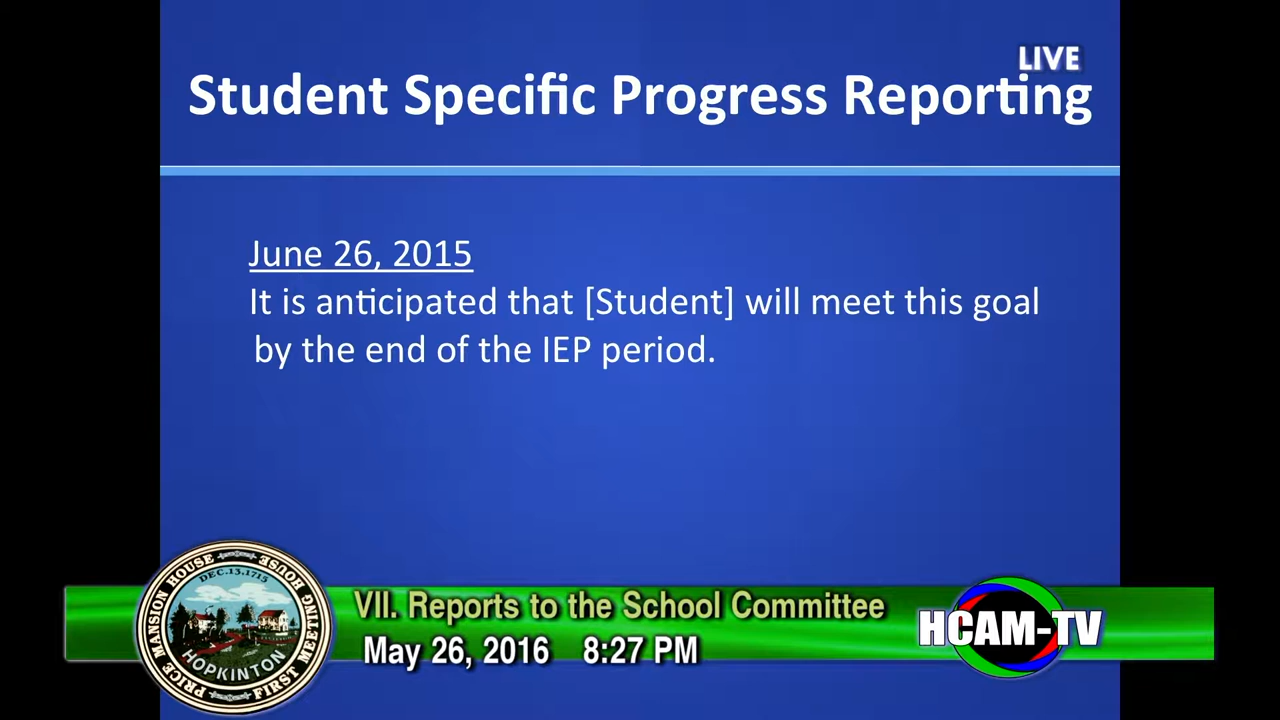 LIVE
Student Specific Progress Reporting
June 26, 2015
It is anticipated that [Student] will meet this goal
by the end of the IEP period.
PRICE MANSION HOUSE
FIRST MEETING HOUSE
DEC.13.1715
HOPKINTON
VII. Reports to the School Committee
May 26, 2016 8:27 PM
HCAM-TV